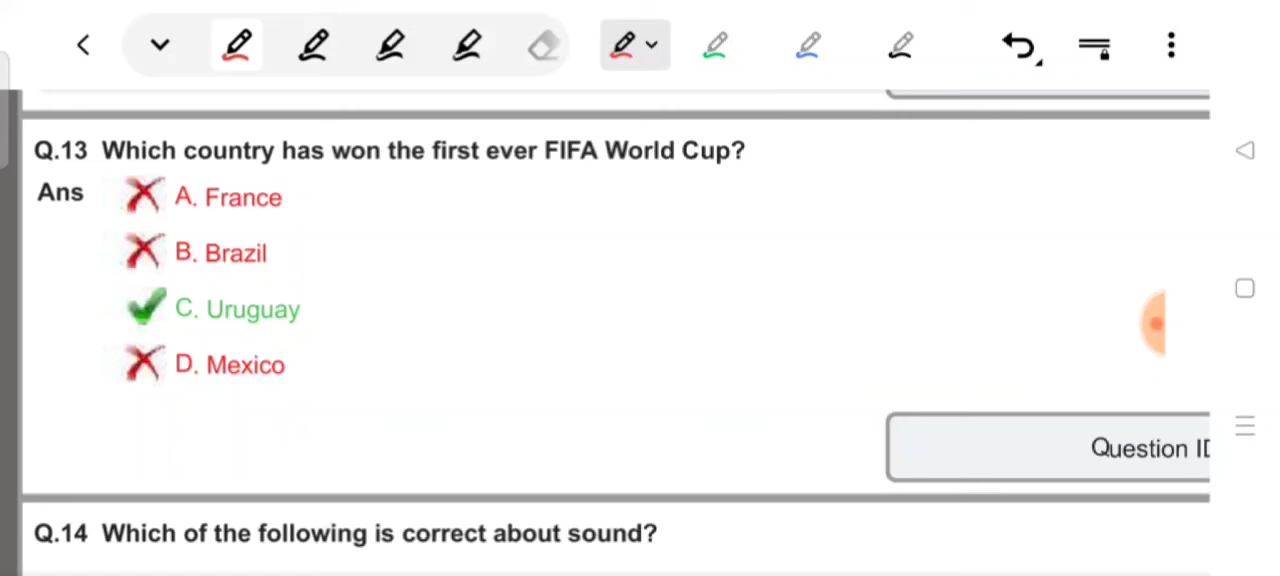 Q.13 Which country has won the first ever FIFA World Cup?
Ans A. France
B. Brazil
C. Uruguay
D. Mexico
Question
Q.14 Which of the following is correct about sound?